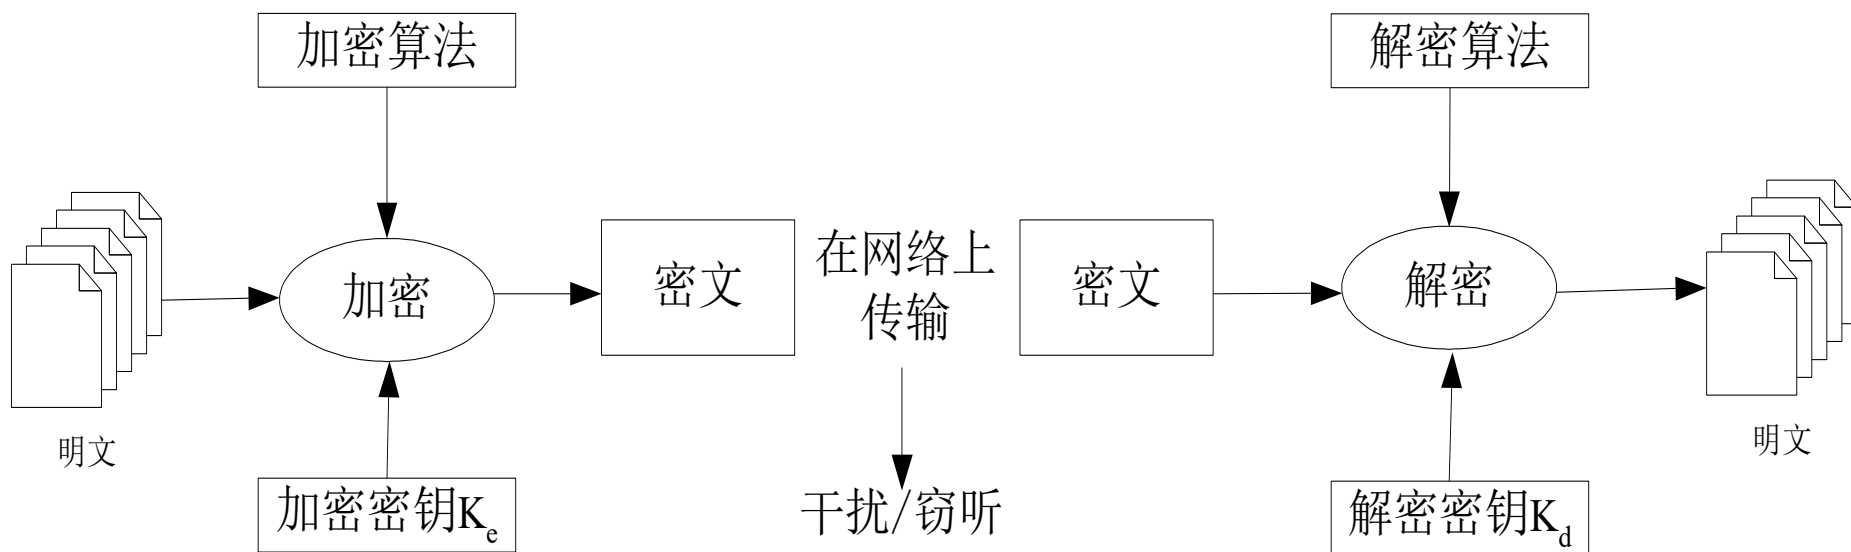 加密算法
解密算法
加密
密文
在网络上
传输
密文
解密
明文
明文
加密密钥Ke
干扰/窃听
解密密钥Kd